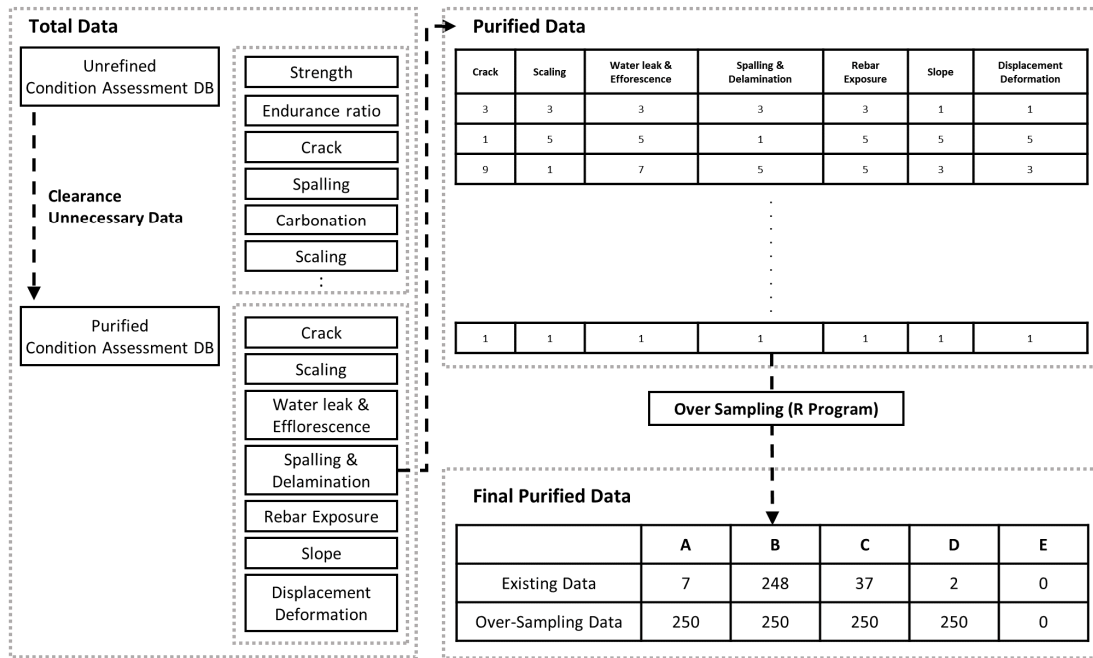 Total Data
Unrefined
Condition Assessment DB
Clearance
Unnecessary Data
Purified
Condition Assessment DB
Strength
Endurance ratio
Crack
Spalling
Carbonation
Scaling
:
Crack
Scaling
Water leak &
Efflorescence
Spalling &
Delamination
Rebar Exposure
Slope
Displacement
Deformation
Purified Data
Crack Scaling Water leak & Efforescence Spalling & Delamination Rebar Exposure Slope Displacement Deformation
3 3 3 3 3 1 1
1 5 5 1 5 5 5
9 1 7 5 5 3 3
1 1 1 1 1 1 1
Over Sampling (R Program)
Final Purified Data
A B C D E
Existing Data 7 248 37 2 0
Over-Sampling Data 250 250 250 250 0